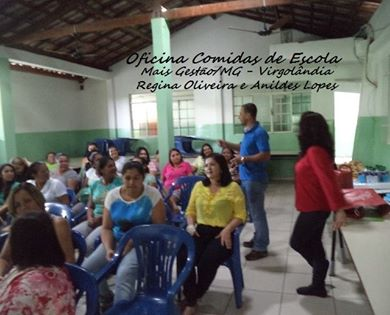 Oficina Comidas de Escola
Mais Gestão/MG - Virgolândia
Regina Oliveira e Anildes Lopes